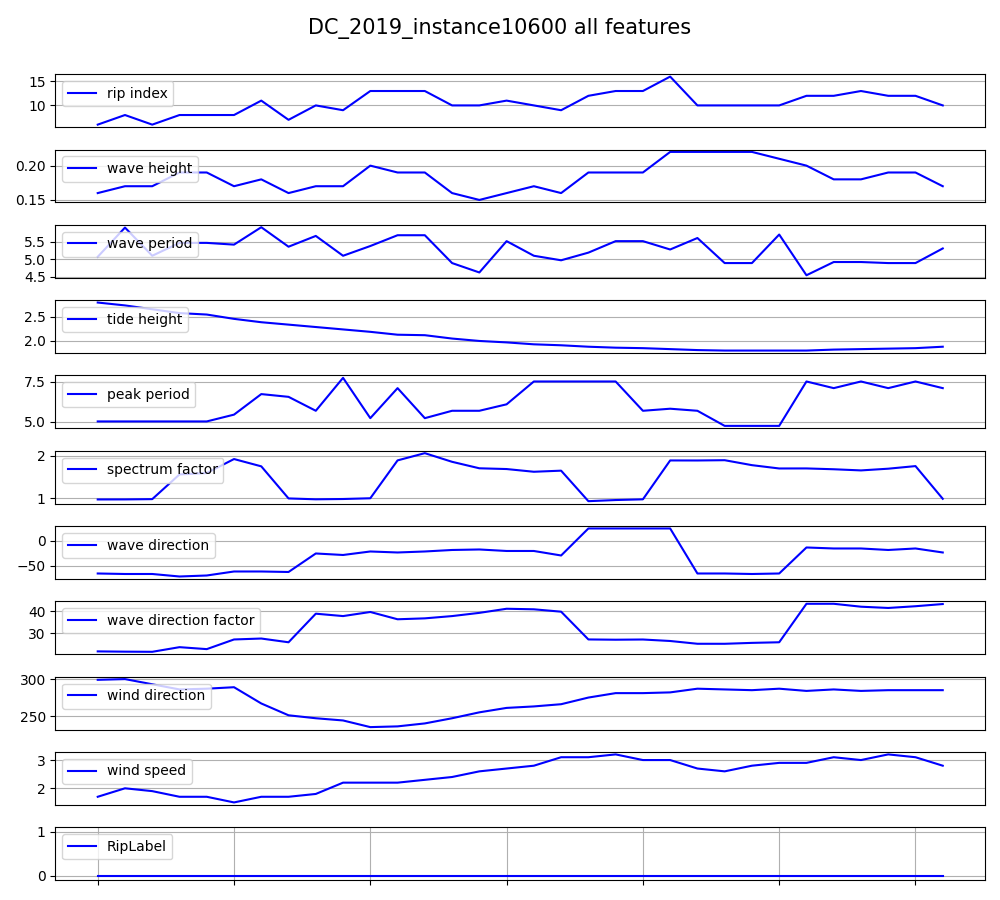 DC_2019_instance10600 all features
15
10
rip index
0.20
0.15
wave height
5.5
5.0
4.5
wave period
2.5
2.0
tide height
7.5
5.0
peak period
2
1
spectrum factor
0
−50
wave direction
40
30
wave direction factor
300
250
wind direction
3
2
wind speed
1
0
RipLabel